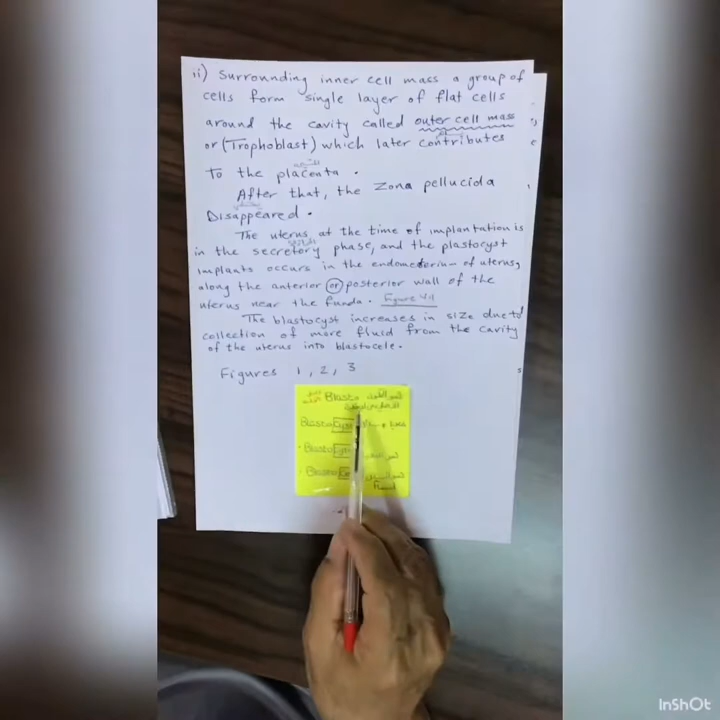 ii) Surrounding inner cell mass a group of
cells form single layer of flat cells
around the cavity called outer cell mass
or (Trophoblast) which later contributes
To the placenta.
After that, the Zona pellucida
Disappeared.
The uterus at the time of implantation is
in the secretory phase, and the plastocyst
implants occurs in the endometerium of uterus,
along the anterior or posterior wall of the
uterus near the funda. Figure 4.1
The blastocyst increases in size due to
collection of more fluid from the cavity
of the uterus into blastocele.
Figures 1, 2, 3
Blasto
Blastocyst
Blasto
Blasto
InShOt